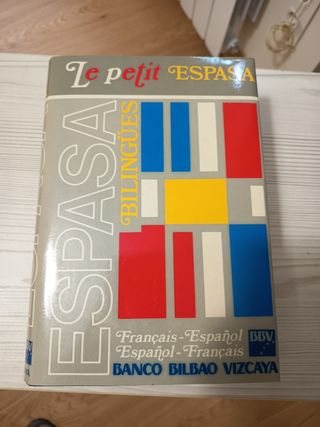 Le petit ESPASA
ESPASA
BILINGÜES
Français-Español
Español-Français
BBV
BANCO BILBAO VIZCAYA